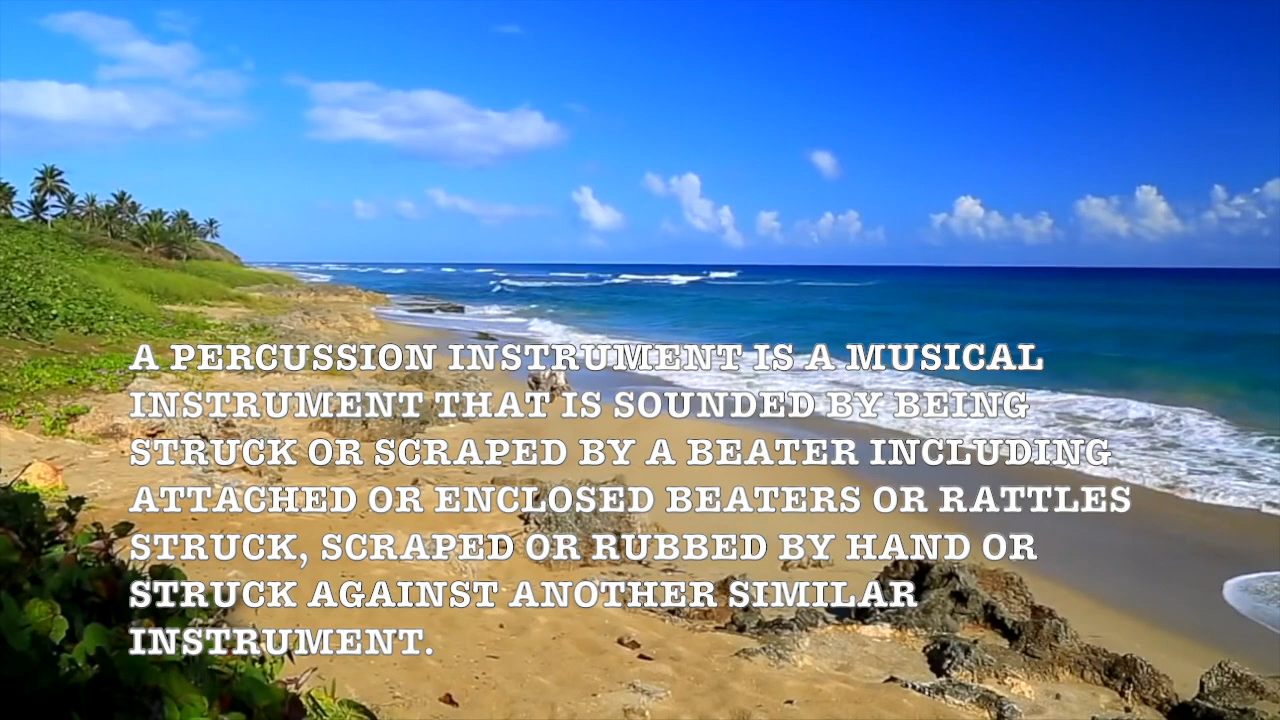 A PERCUSSION INSTRUMENT IS A MUSICAL
INSTRUMENT THAT IS SOUNDED BY BEING
STRUCK OR SCRAPED BY A BEATER INCLUDING
ATTACHED OR ENCLOSED BEATERS OR RATTLES
STRUCK, SCRAPED OR RUBBED BY HAND OR
STRUCK AGAINST ANOTHER SIMILAR
INSTRUMENT.